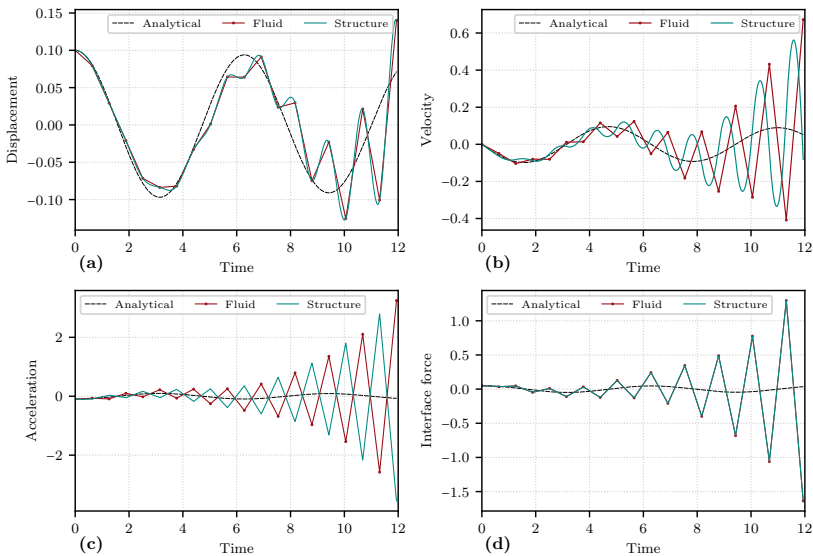 Analytical Fluid Structure
0.15
0.10
0.05
0.00
−0.05
−0.10
Displacement
0 2 4 6 8 10 12
(a)
Time
Analytical Fluid Structure
0.6
0.4
0.2
0.0
−0.2
−0.4
Velocity
0 2 4 6 8 10 12
(b)
Time
Analytical Fluid Structure
2
0
−2
Acceleration
0 2 4 6 8 10 12
(c)
Time
Analytical Fluid Structure
1.0
0.5
0.0
−0.5
−1.0
−1.5
Interface force
0 2 4 6 8 10 12
(d)
Time